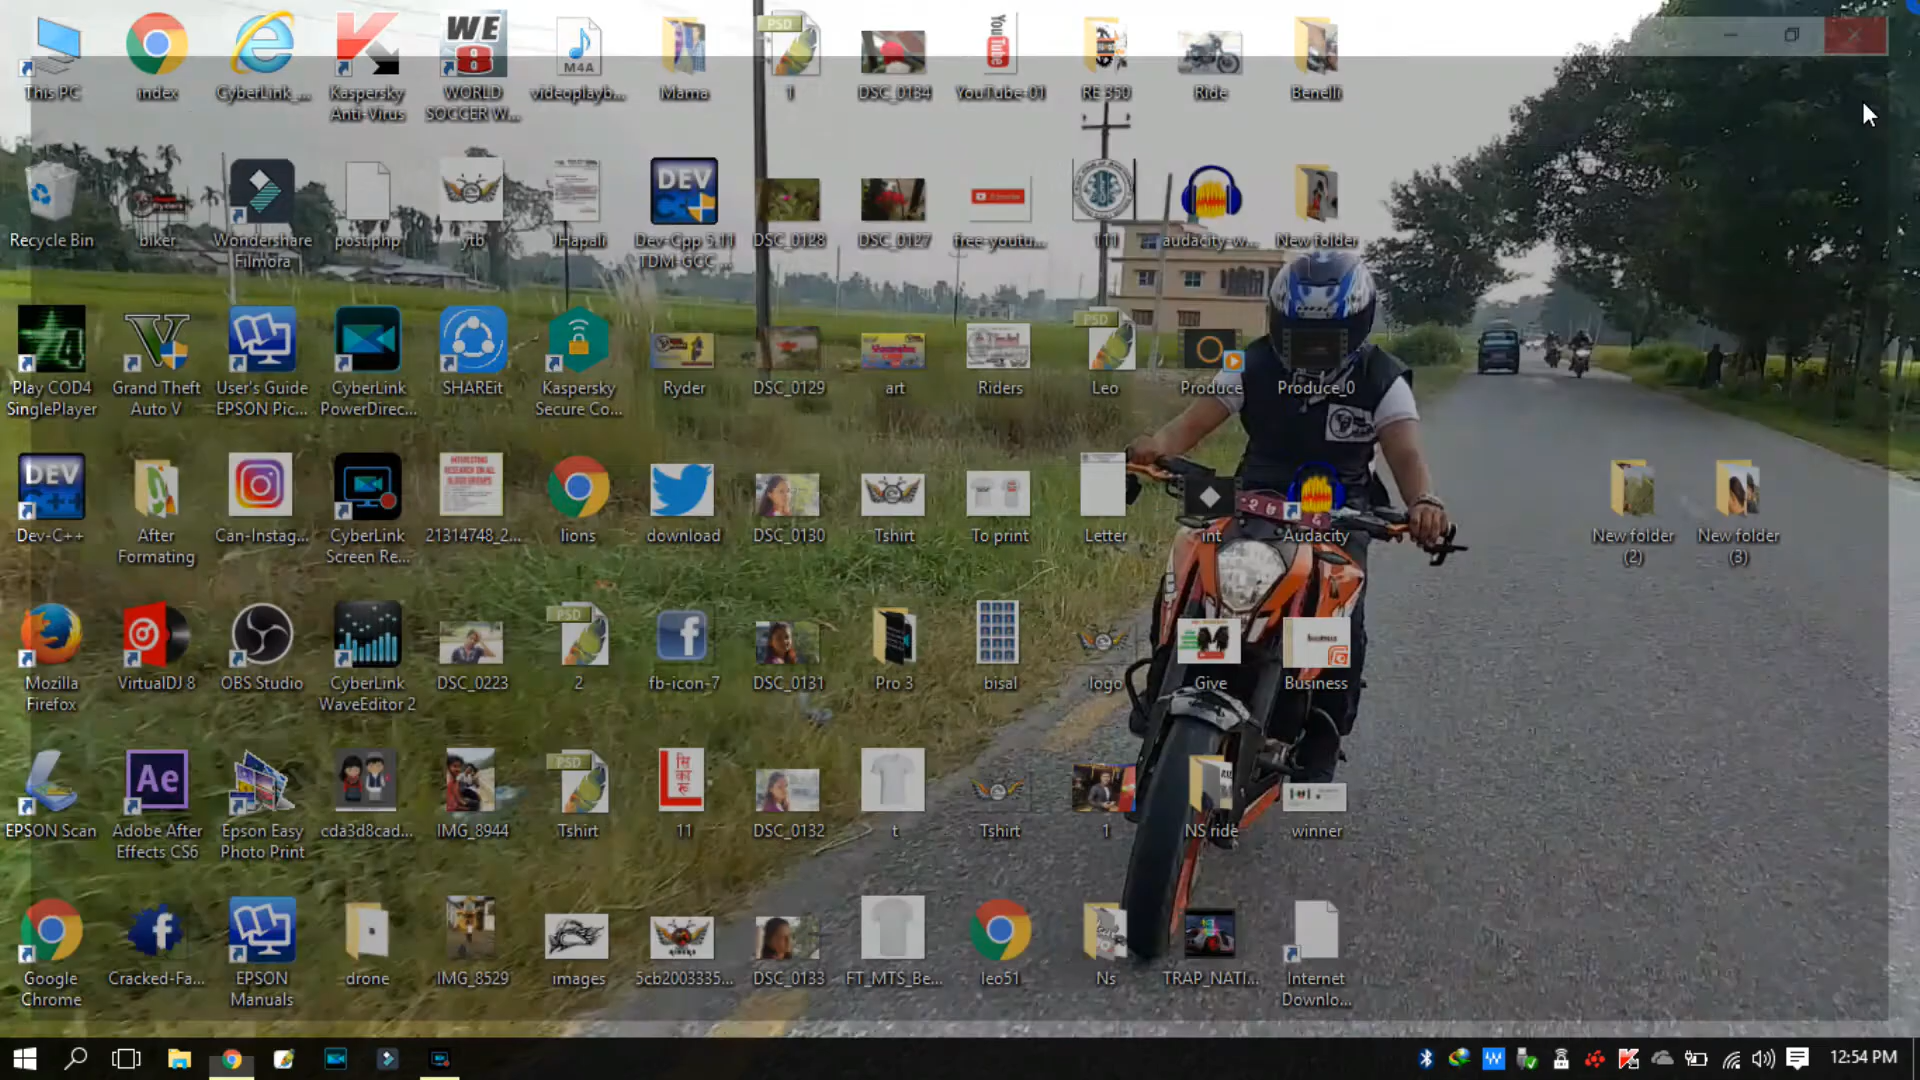 This PC
index
CyberLink_...
Kaspersky
Anti-Virus
WORLD
SOCCER W...
videoplayb...
Mama
1
DSC_0134
YouTube-01
RE 350
Ride
Benelli
Recycle Bin
biker
Wondershare
Filmora
post.php
ytb
JHapali
Dev-Cpp 5.11
TDM-GCC ...
DSC_0128
DSC_0127
free-youtu...
111
audacity-w...
New folder
Play COD4
SinglePlayer
Grand Theft
Auto V
User's Guide
EPSON Pic...
CyberLink
PowerDirec...
SHAREit
Kaspersky
Secure Co...
Ryder
DSC_0129
art
Riders
Leo
Produce
Produce_0
Dev-C++
After
Formating
Can-Instag...
CyberLink
Screen Re...
21314748_2...
lions
download
DSC_0130
Tshirt
To print
Letter
int
Audacity
New folder
(2)
New folder
(3)
Mozilla
Firefox
VirtualDJ 8
OBS Studio
CyberLink
WaveEditor 2
DSC_0223
2
fb-icon-7
DSC_0131
Pro 3
bisal
logo
Give
Business
EPSON Scan
Adobe After
Effects CS6
Epson Easy
Photo Print
cda3d8cad...
IMG_8944
Tshirt
11
DSC_0132
t
Tshirt
1
NS ride
winner
Google
Chrome
Cracked-Fa...
EPSON
Manuals
drone
IMG_8529
images
5cb2003335...
DSC_0133
FT_MTS_Be...
leo51
Ns
TRAP_NATI...
Internet
Downlo...
12:54 PM